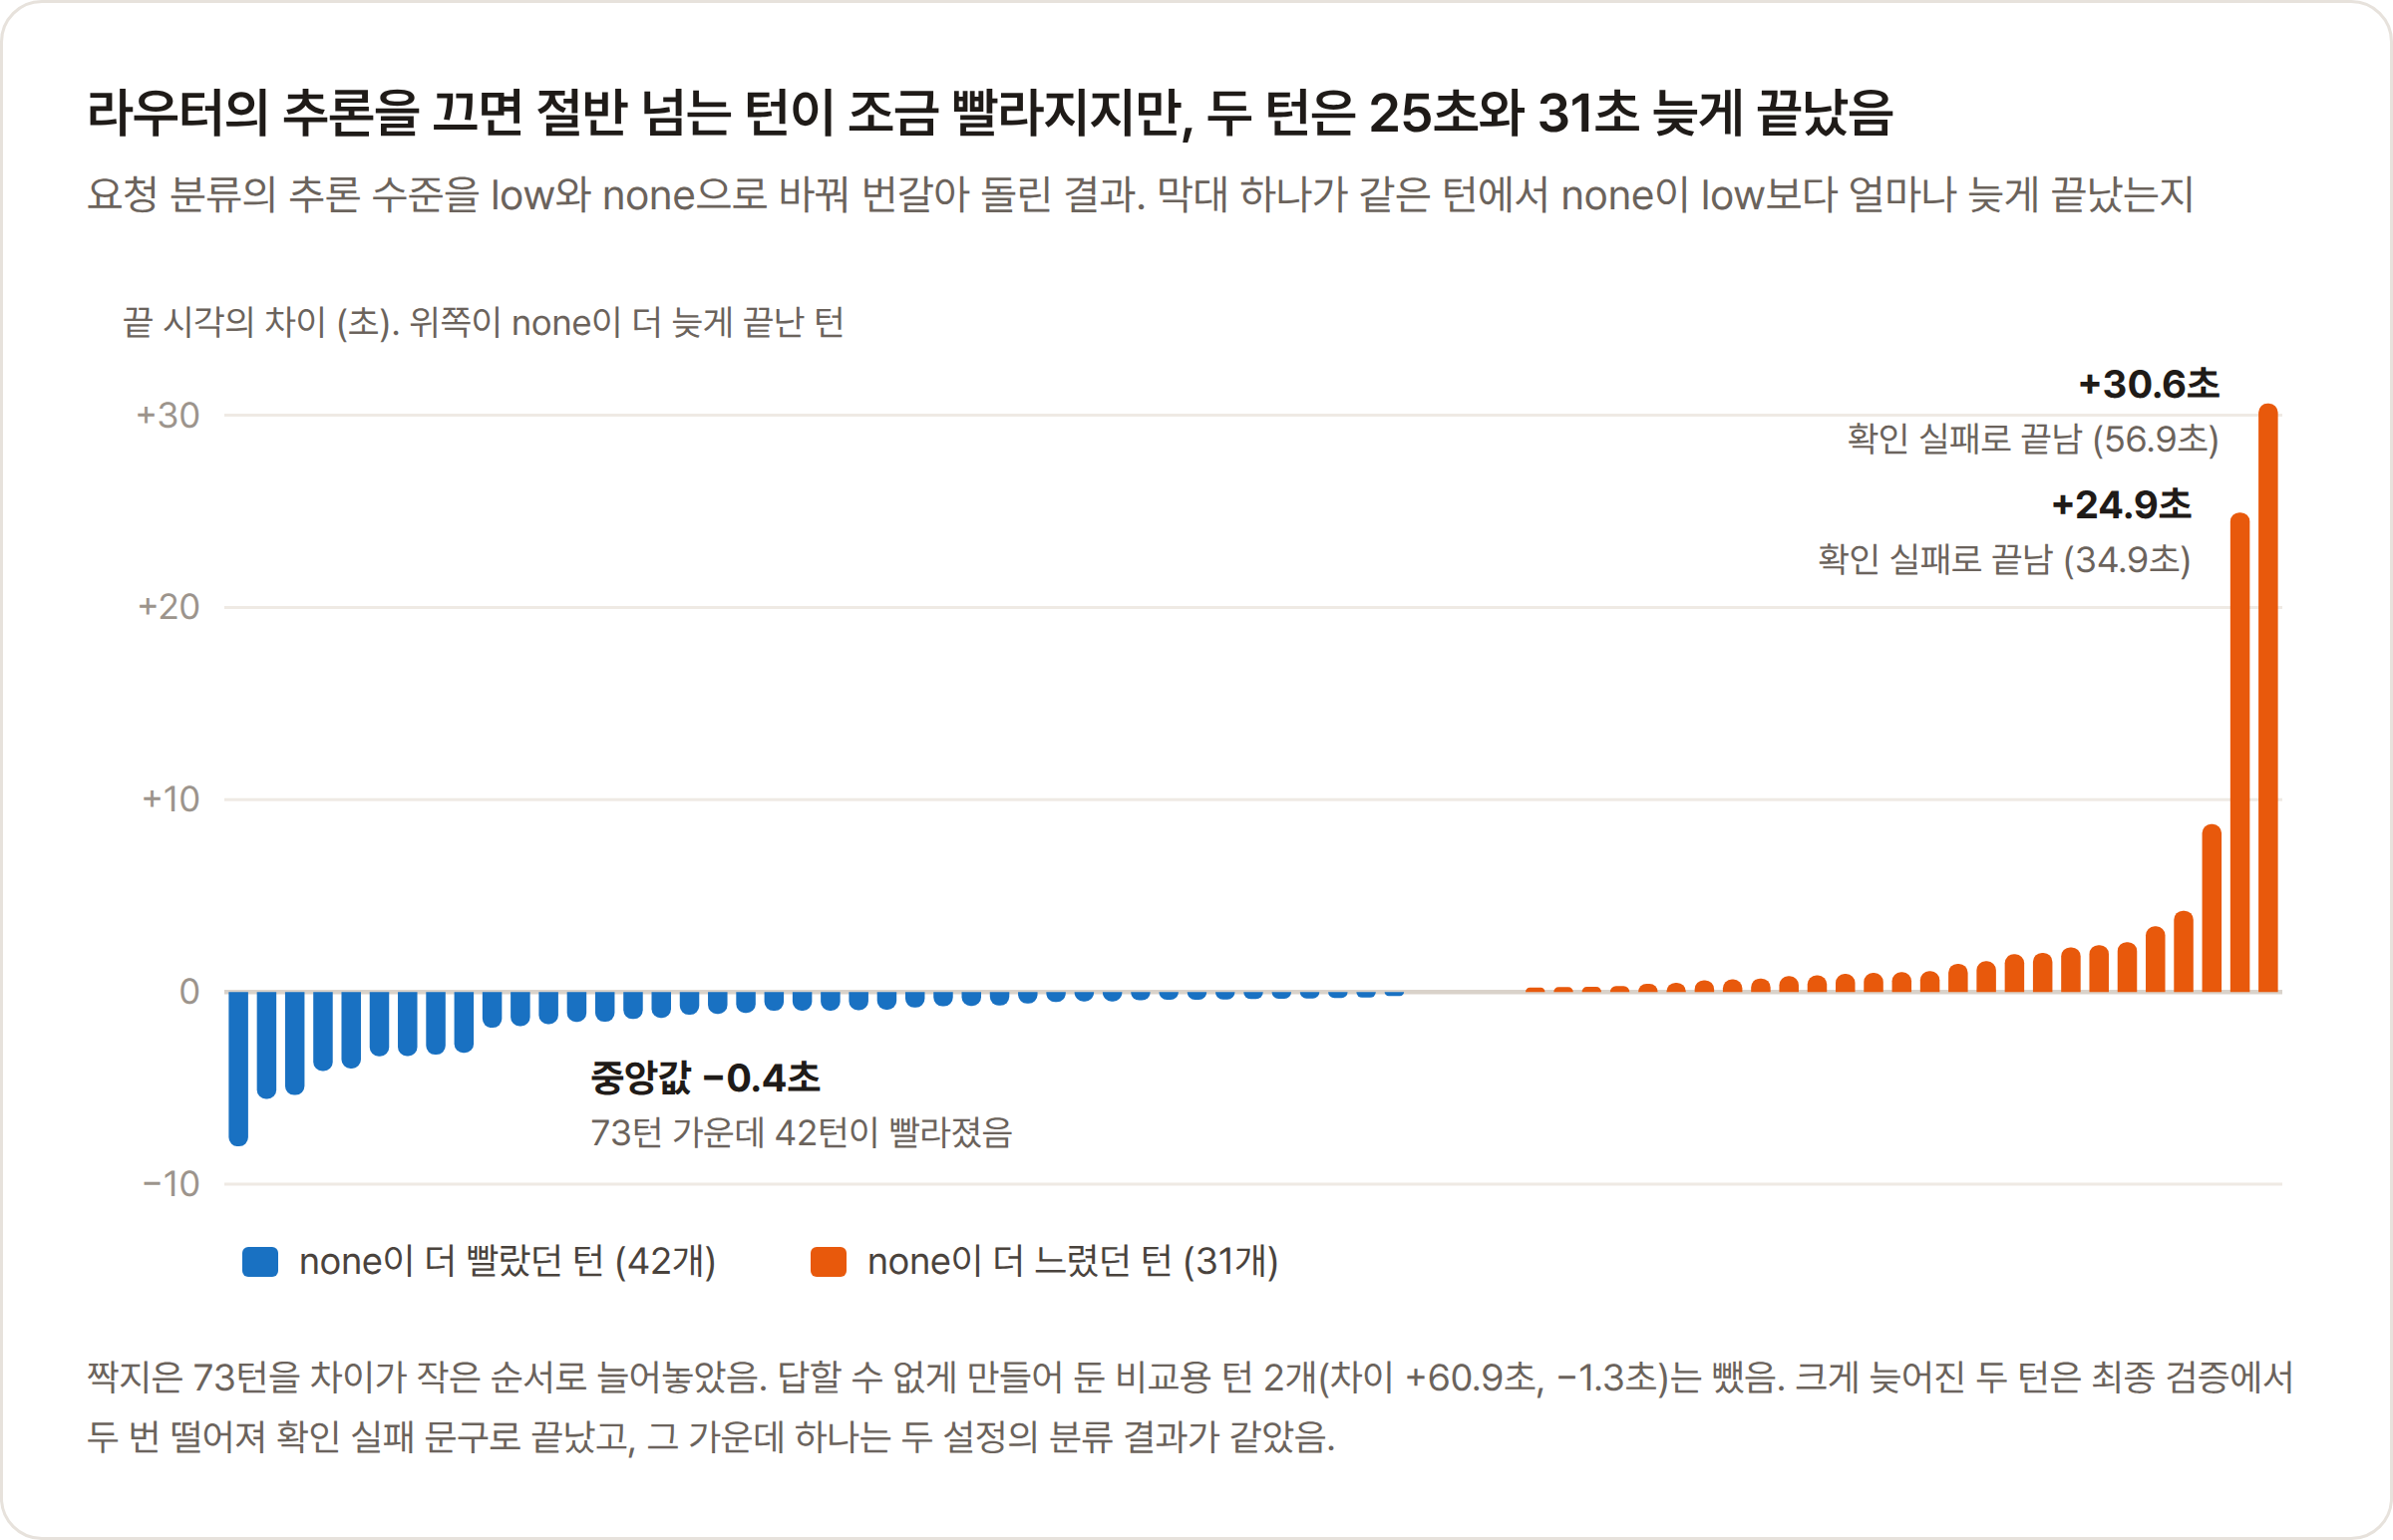 라우터의 추론을 끄면 절반 넘는 턴이 조금 빨라지지만, 두 턴은 25초와 31초 늦게 끝났음
요청 분류의 추론 수준을 low와 none으로 바꿔 번갈아 돌린 결과. 막대 하나가 같은 턴에서 none이 low보다 얼마나 늦게 끝났는지
끝 시각의 차이 (초). 위쪽이 none이 더 늦게 끝난 턴
+30.6초
+30
확인 실패로 끝남 (56.9초)
+24.9초
확인 실패로 끝남 (34.9초)
+20
+10
0
중앙값 −0.4초
73턴 가운데 42턴이 빨라졌음
−10
none이 더 빨랐던 턴 (42개)
none이 더 느렸던 턴 (31개)
짝지은 73턴을 차이가 작은 순서로 늘어놓았음. 답할 수 없게 만들어 둔 비교용 턴 2개(차이 +60.9초, −1.3초)는 뺐음. 크게 늦어진 두 턴은 최종 검증에서
두 번 떨어져 확인 실패 문구로 끝났고, 그 가운데 하나는 두 설정의 분류 결과가 같았음.